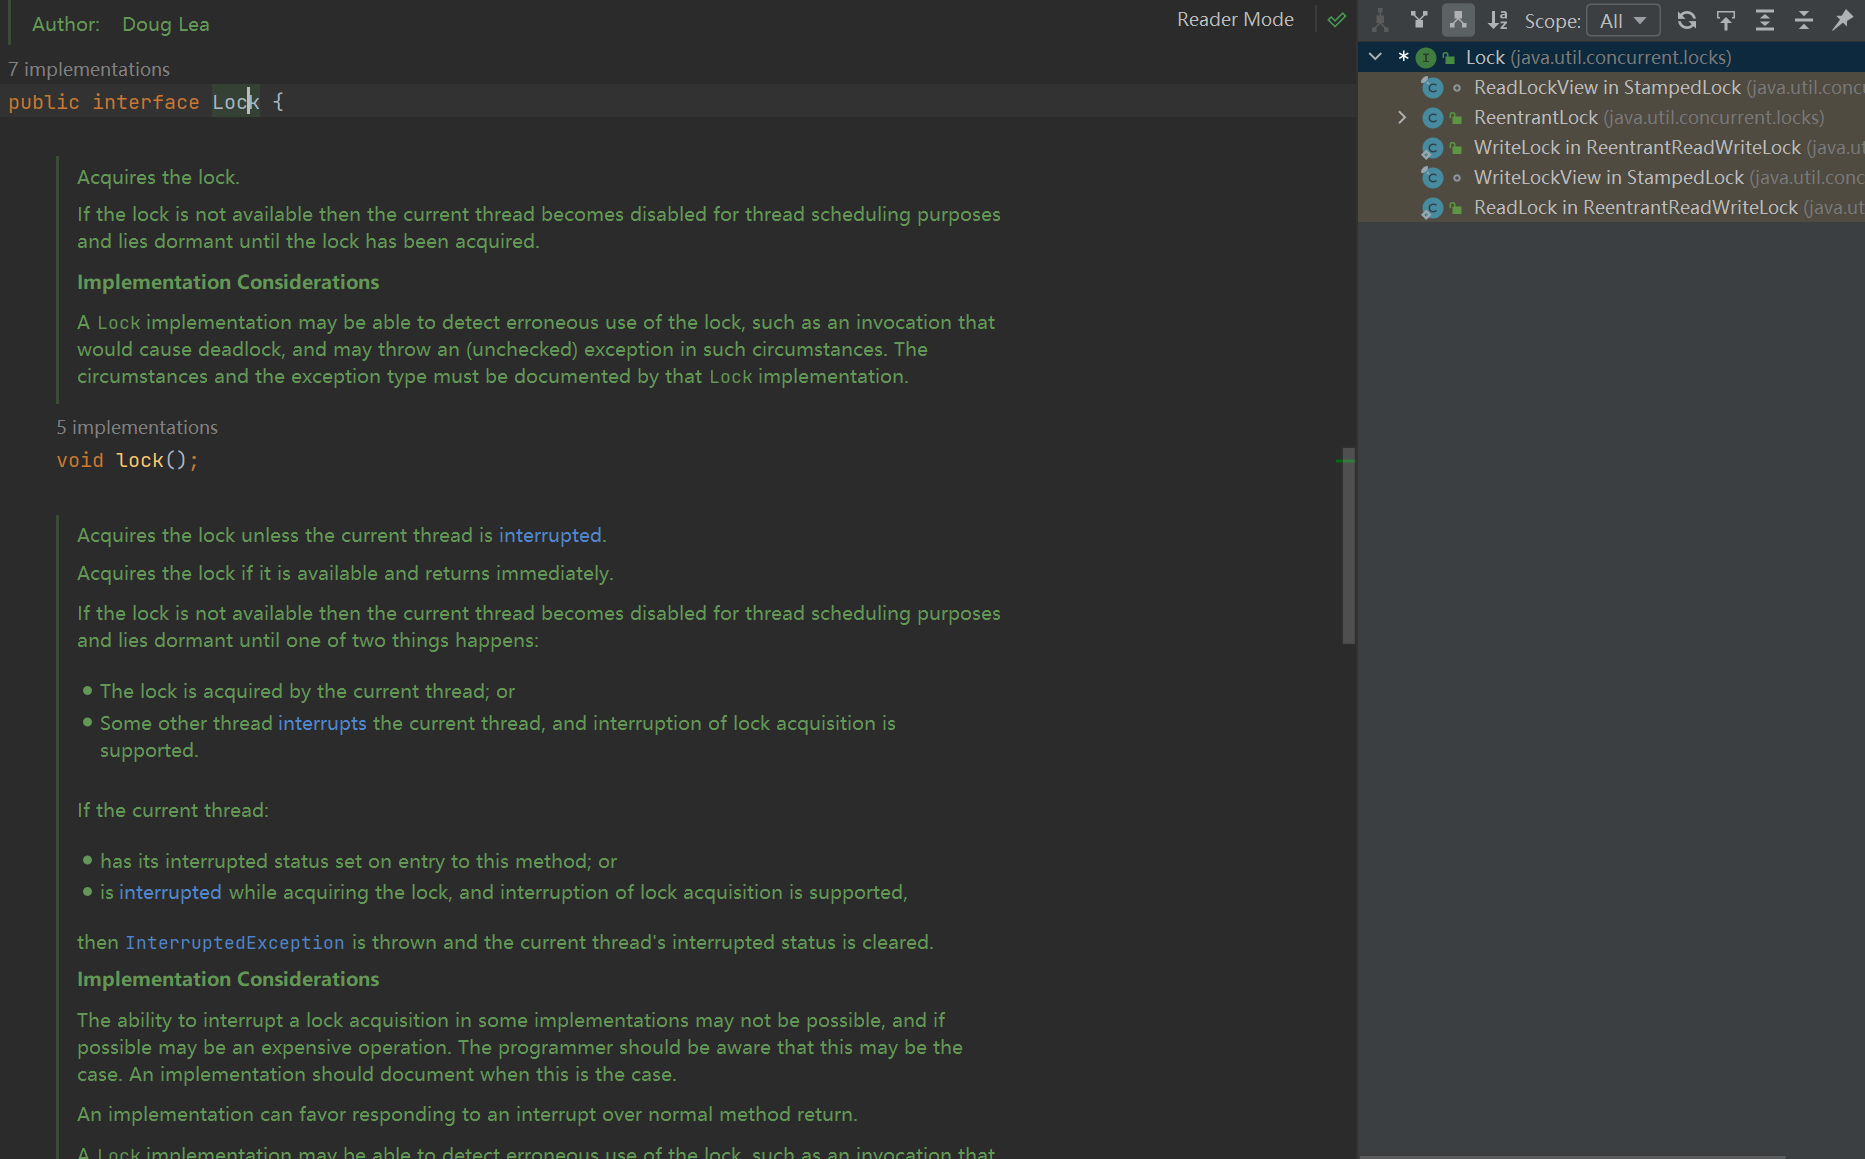 Author: Doug Lea
Reader Mode
7 implementations
public interface Lock {
Acquires the lock.
If the lock is not available then the current thread becomes disabled for thread scheduling purposes
and lies dormant until the lock has been acquired.
Implementation Considerations
A Lock implementation may be able to detect erroneous use of the lock, such as an invocation that
would cause deadlock, and may throw an (unchecked) exception in such circumstances. The
circumstances and the exception type must be documented by that Lock implementation.
5 implementations
void lock();
Acquires the lock unless the current thread is interrupted.
Acquires the lock if it is available and returns immediately.
If the lock is not available then the current thread becomes disabled for thread scheduling purposes
and lies dormant until one of two things happens:
• The lock is acquired by the current thread; or
• Some other thread interrupts the current thread, and interruption of lock acquisition is
supported.
If the current thread:
• has its interrupted status set on entry to this method; or
• is interrupted while acquiring the lock, and interruption of lock acquisition is supported,
then InterruptedException is thrown and the current thread's interrupted status is cleared.
Implementation Considerations
The ability to interrupt a lock acquisition in some implementations may not be possible, and if
possible may be an expensive operation. The programmer should be aware that this may be the
case. An implementation should document when this is the case.
An implementation can favor responding to an interrupt over normal method return.
A Lock implementation may be able to detect erroneous use of the lock, such as an invocation that
Scope: All
* Lock (java.util.concurrent.locks)
ReadLockView in StampedLock (java.util.conc
ReentrantLock (java.util.concurrent.locks)
WriteLock in ReentrantReadWriteLock (java.ut
WriteLockView in StampedLock (java.util.conc
ReadLock in ReentrantReadWriteLock (java.ut